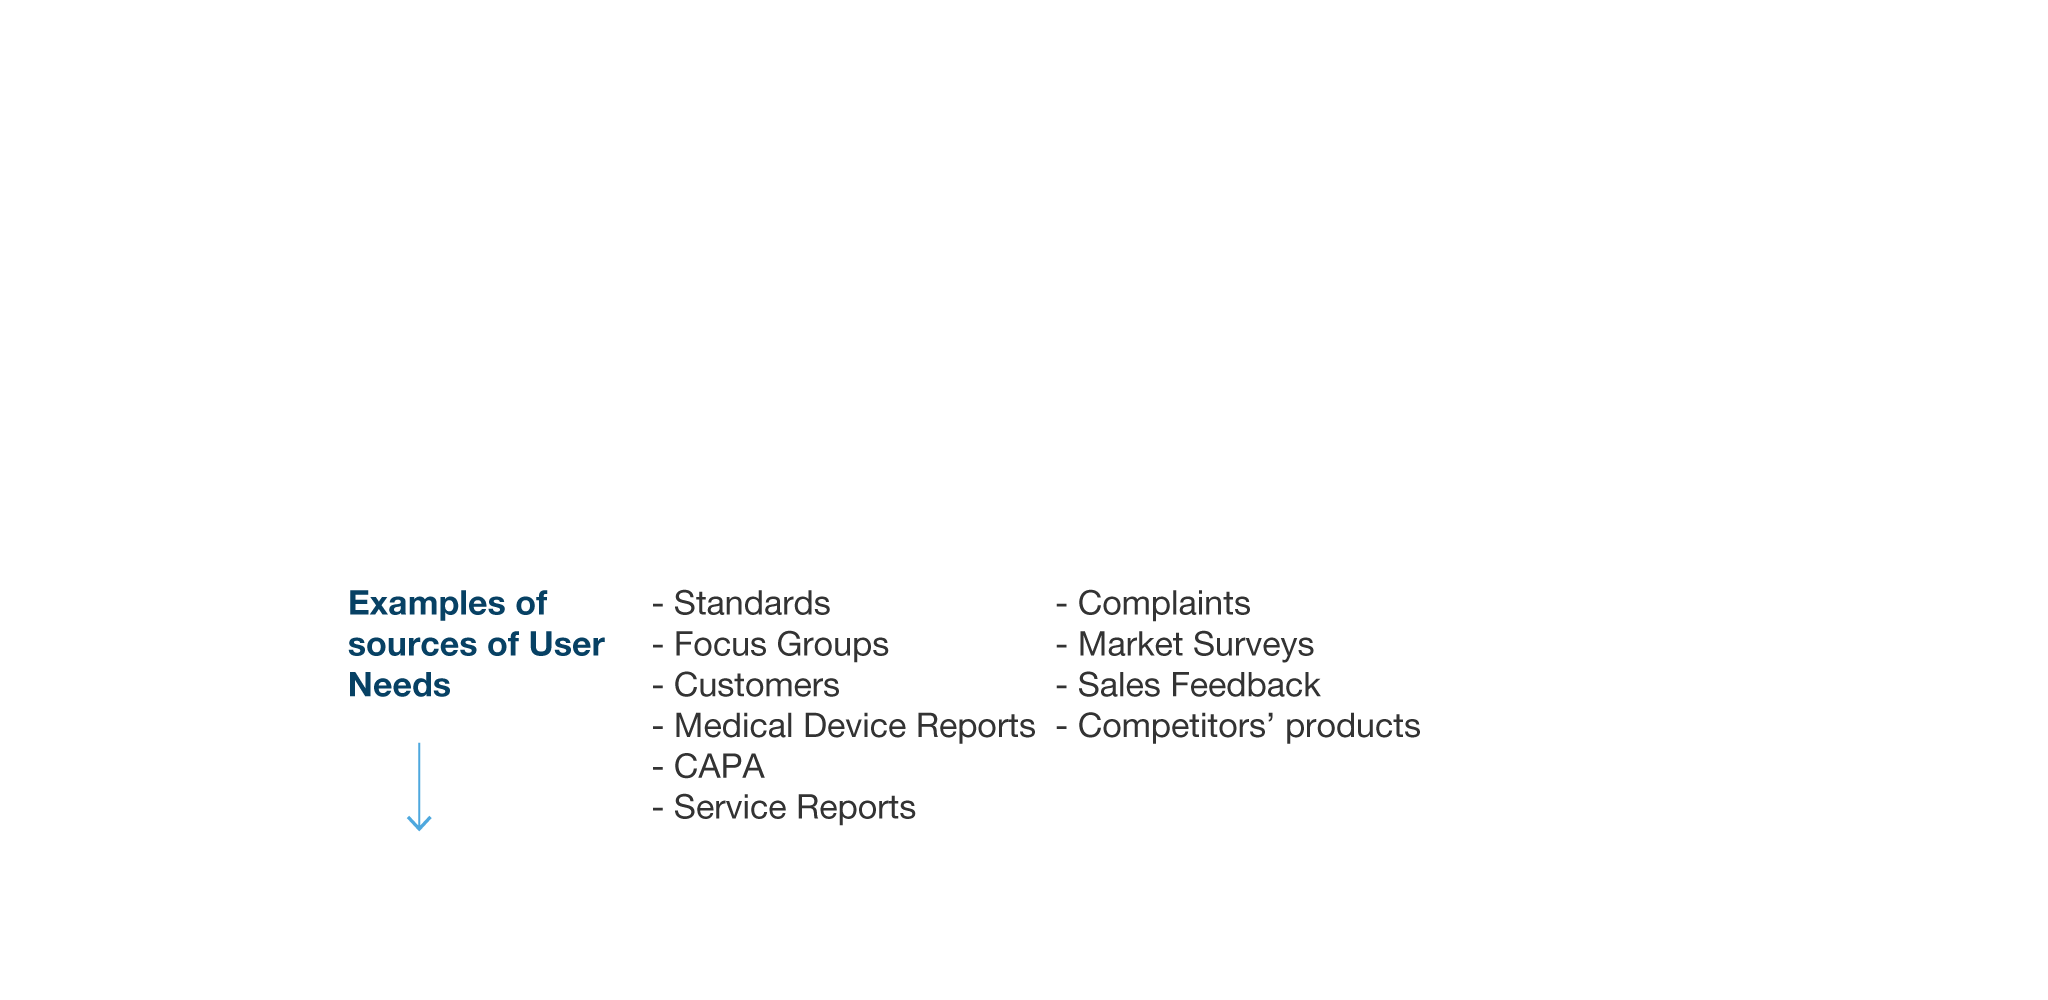 Examples of
sources of User
Needs
- Standards
- Focus Groups
- Customers
- Medical Device Reports
- CAPA
- Service Reports
- Complaints
- Market Surveys
- Sales Feedback
- Competitors’ products